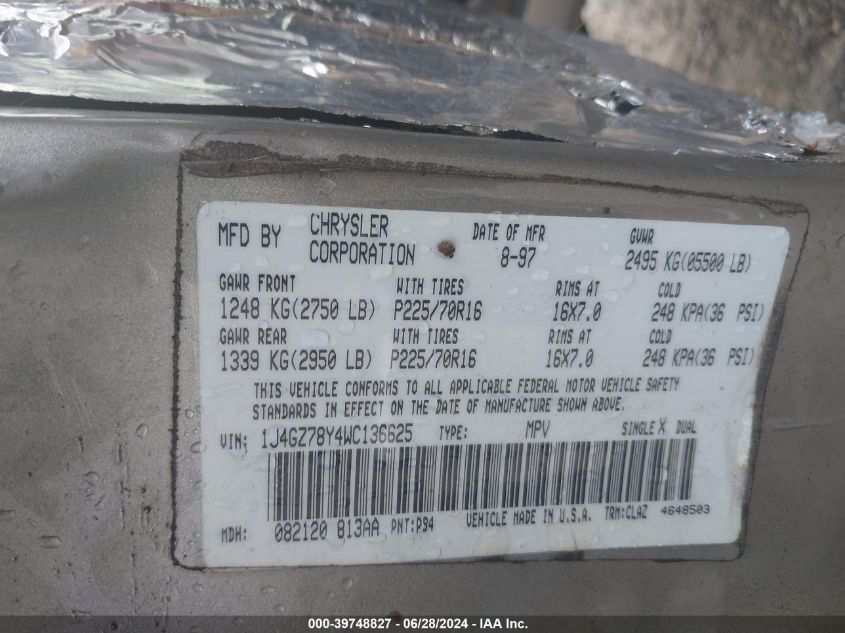 MFD BY CHRYSLER CORPORATION DATE OF MFR 8-97 GVWR 2495 KG(05500 LB)
GAWR FRONT WITH TIRES RIMS AT COLD
1248 KG(2750 LB) P225/70R16 16X7.0 248 KPA(36 PSI)
GAWR REAR WITH TIRES RIMS AT COLD
1339 KG(2950 LB) P225/70R16 16X7.0 248 KPA(36 PSI)
THIS VEHICLE CONFORMS TO ALL APPLICABLE FEDERAL MOTOR VEHICLE SAFETY
STANDARDS IN EFFECT ON THE DATE OF MANUFACTURE SHOWN ABOVE.
VIN: 1J4GZ78Y4WC136625 TYPE: MPV SINGLE X DUAL
MDH: 082120 813AA PNT:P94 VEHICLE MADE IN U.S.A. TRM:CLAZ 4648503
000-39748827 - 06/28/2024 - IAA Inc.